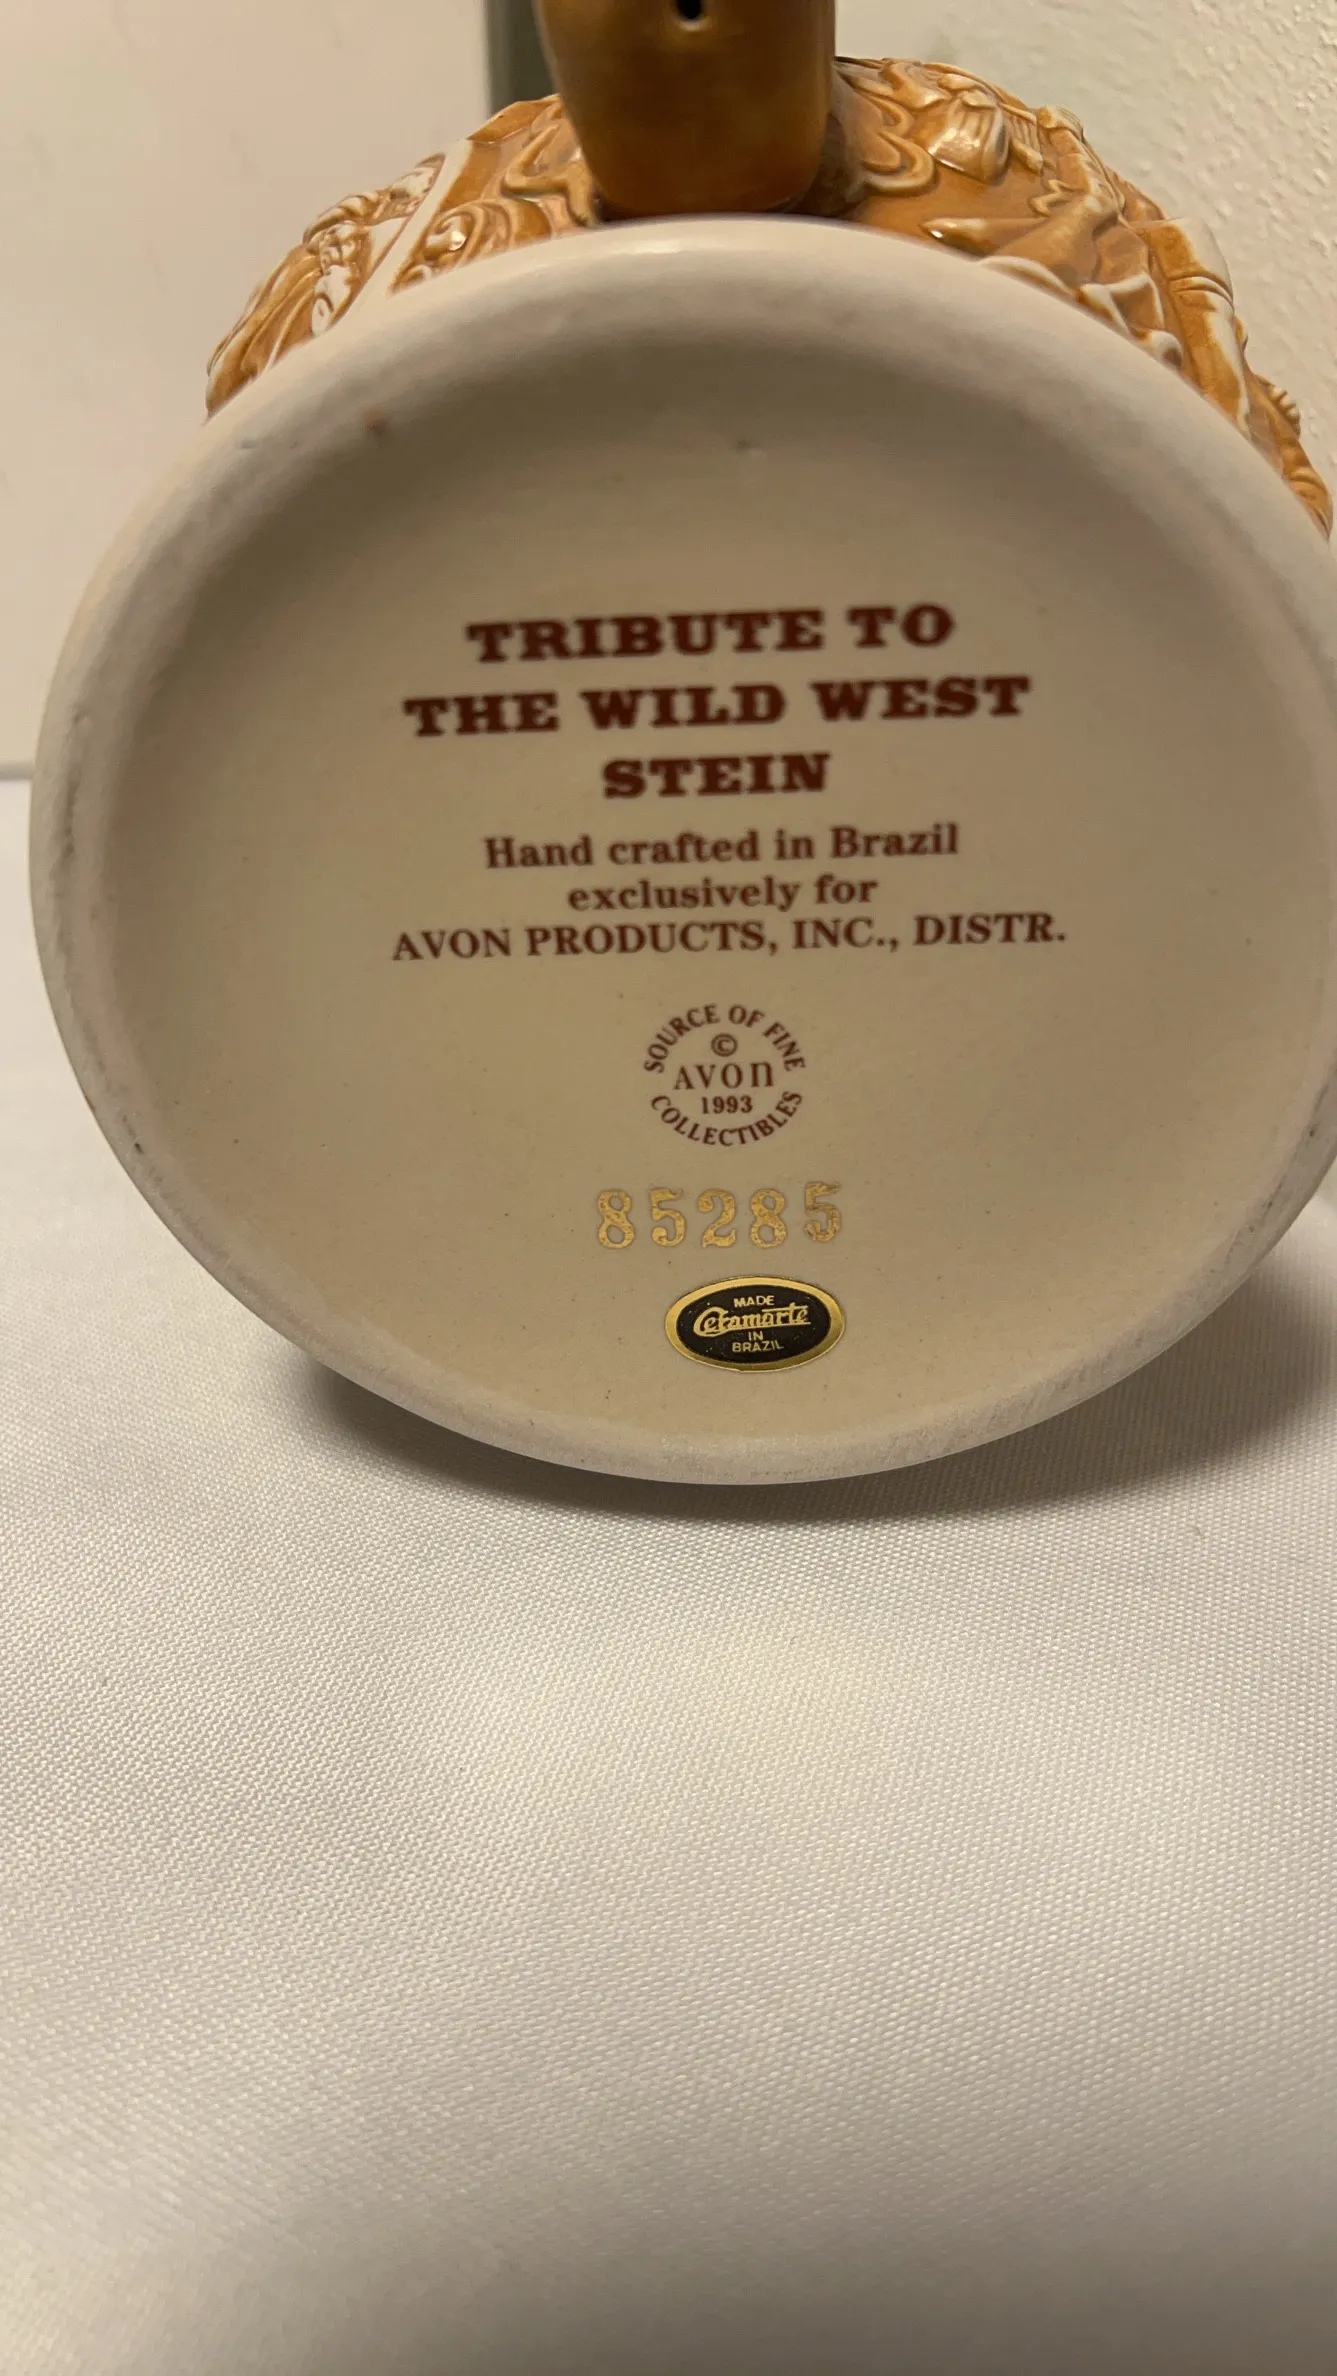 TRIBUTE TO
THE WILD WEST
STEIN
Hand crafted in Brazil
exclusively for
AVON PRODUCTS, INC., DISTR.
SOURCE OF FINE
©
AVON
1993
COLLECTIBLES
85285
MADE
Ceramarte
IN
BRAZIL